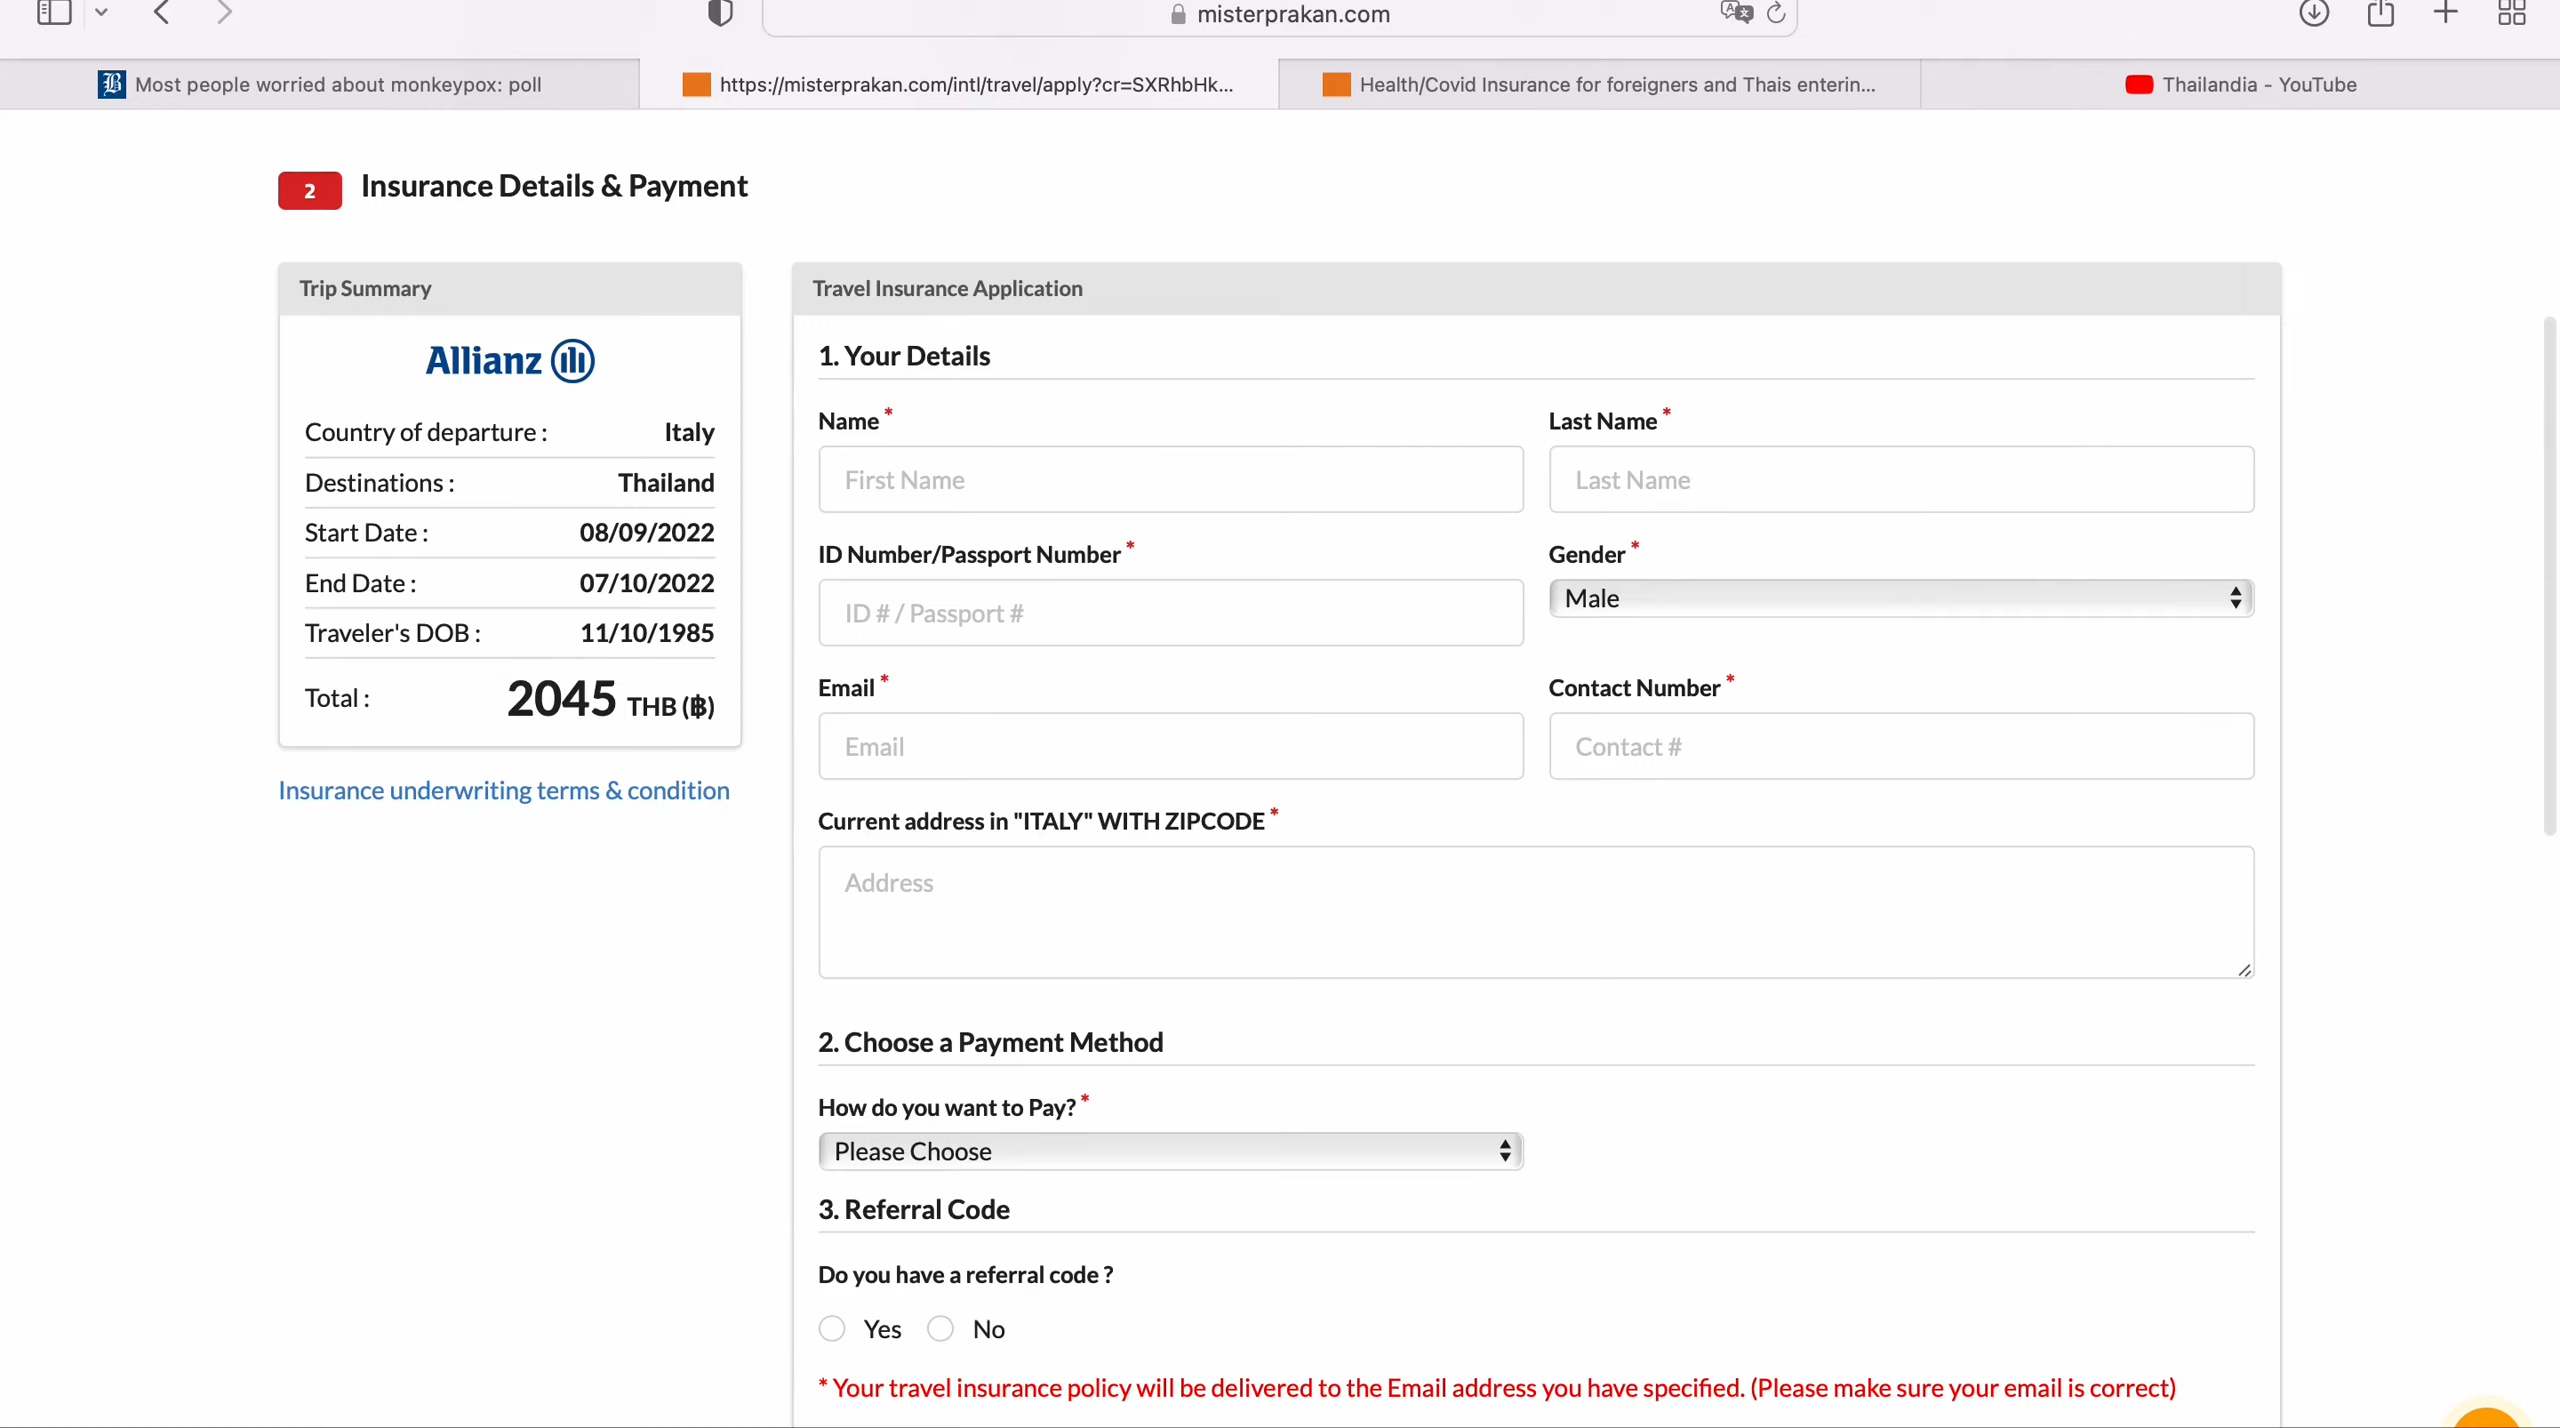 misterprakan.com
Most people worried about monkeypox: poll
https://misterprakan.com/intl/travel/apply?cr=SXRhbHk...
Health/Covid Insurance for foreigners and Thais enterin...
Thailandia - YouTube
2 Insurance Details & Payment
Trip Summary
Allianz
Country of departure : Italy
Destinations : Thailand
Start Date : 08/09/2022
End Date : 07/10/2022
Traveler's DOB : 11/10/1985
Total : 2045 THB (฿)
Insurance underwriting terms & condition
Travel Insurance Application
1. Your Details
Name * Last Name *
First Name Last Name
ID Number/Passport Number * Gender *
ID # / Passport # Male
Email * Contact Number *
Email Contact #
Current address in "ITALY" WITH ZIPCODE *
Address
2. Choose a Payment Method
How do you want to Pay? *
Please Choose
3. Referral Code
Do you have a referral code ?
Yes No
* Your travel insurance policy will be delivered to the Email address you have specified. (Please make sure your email is correct)